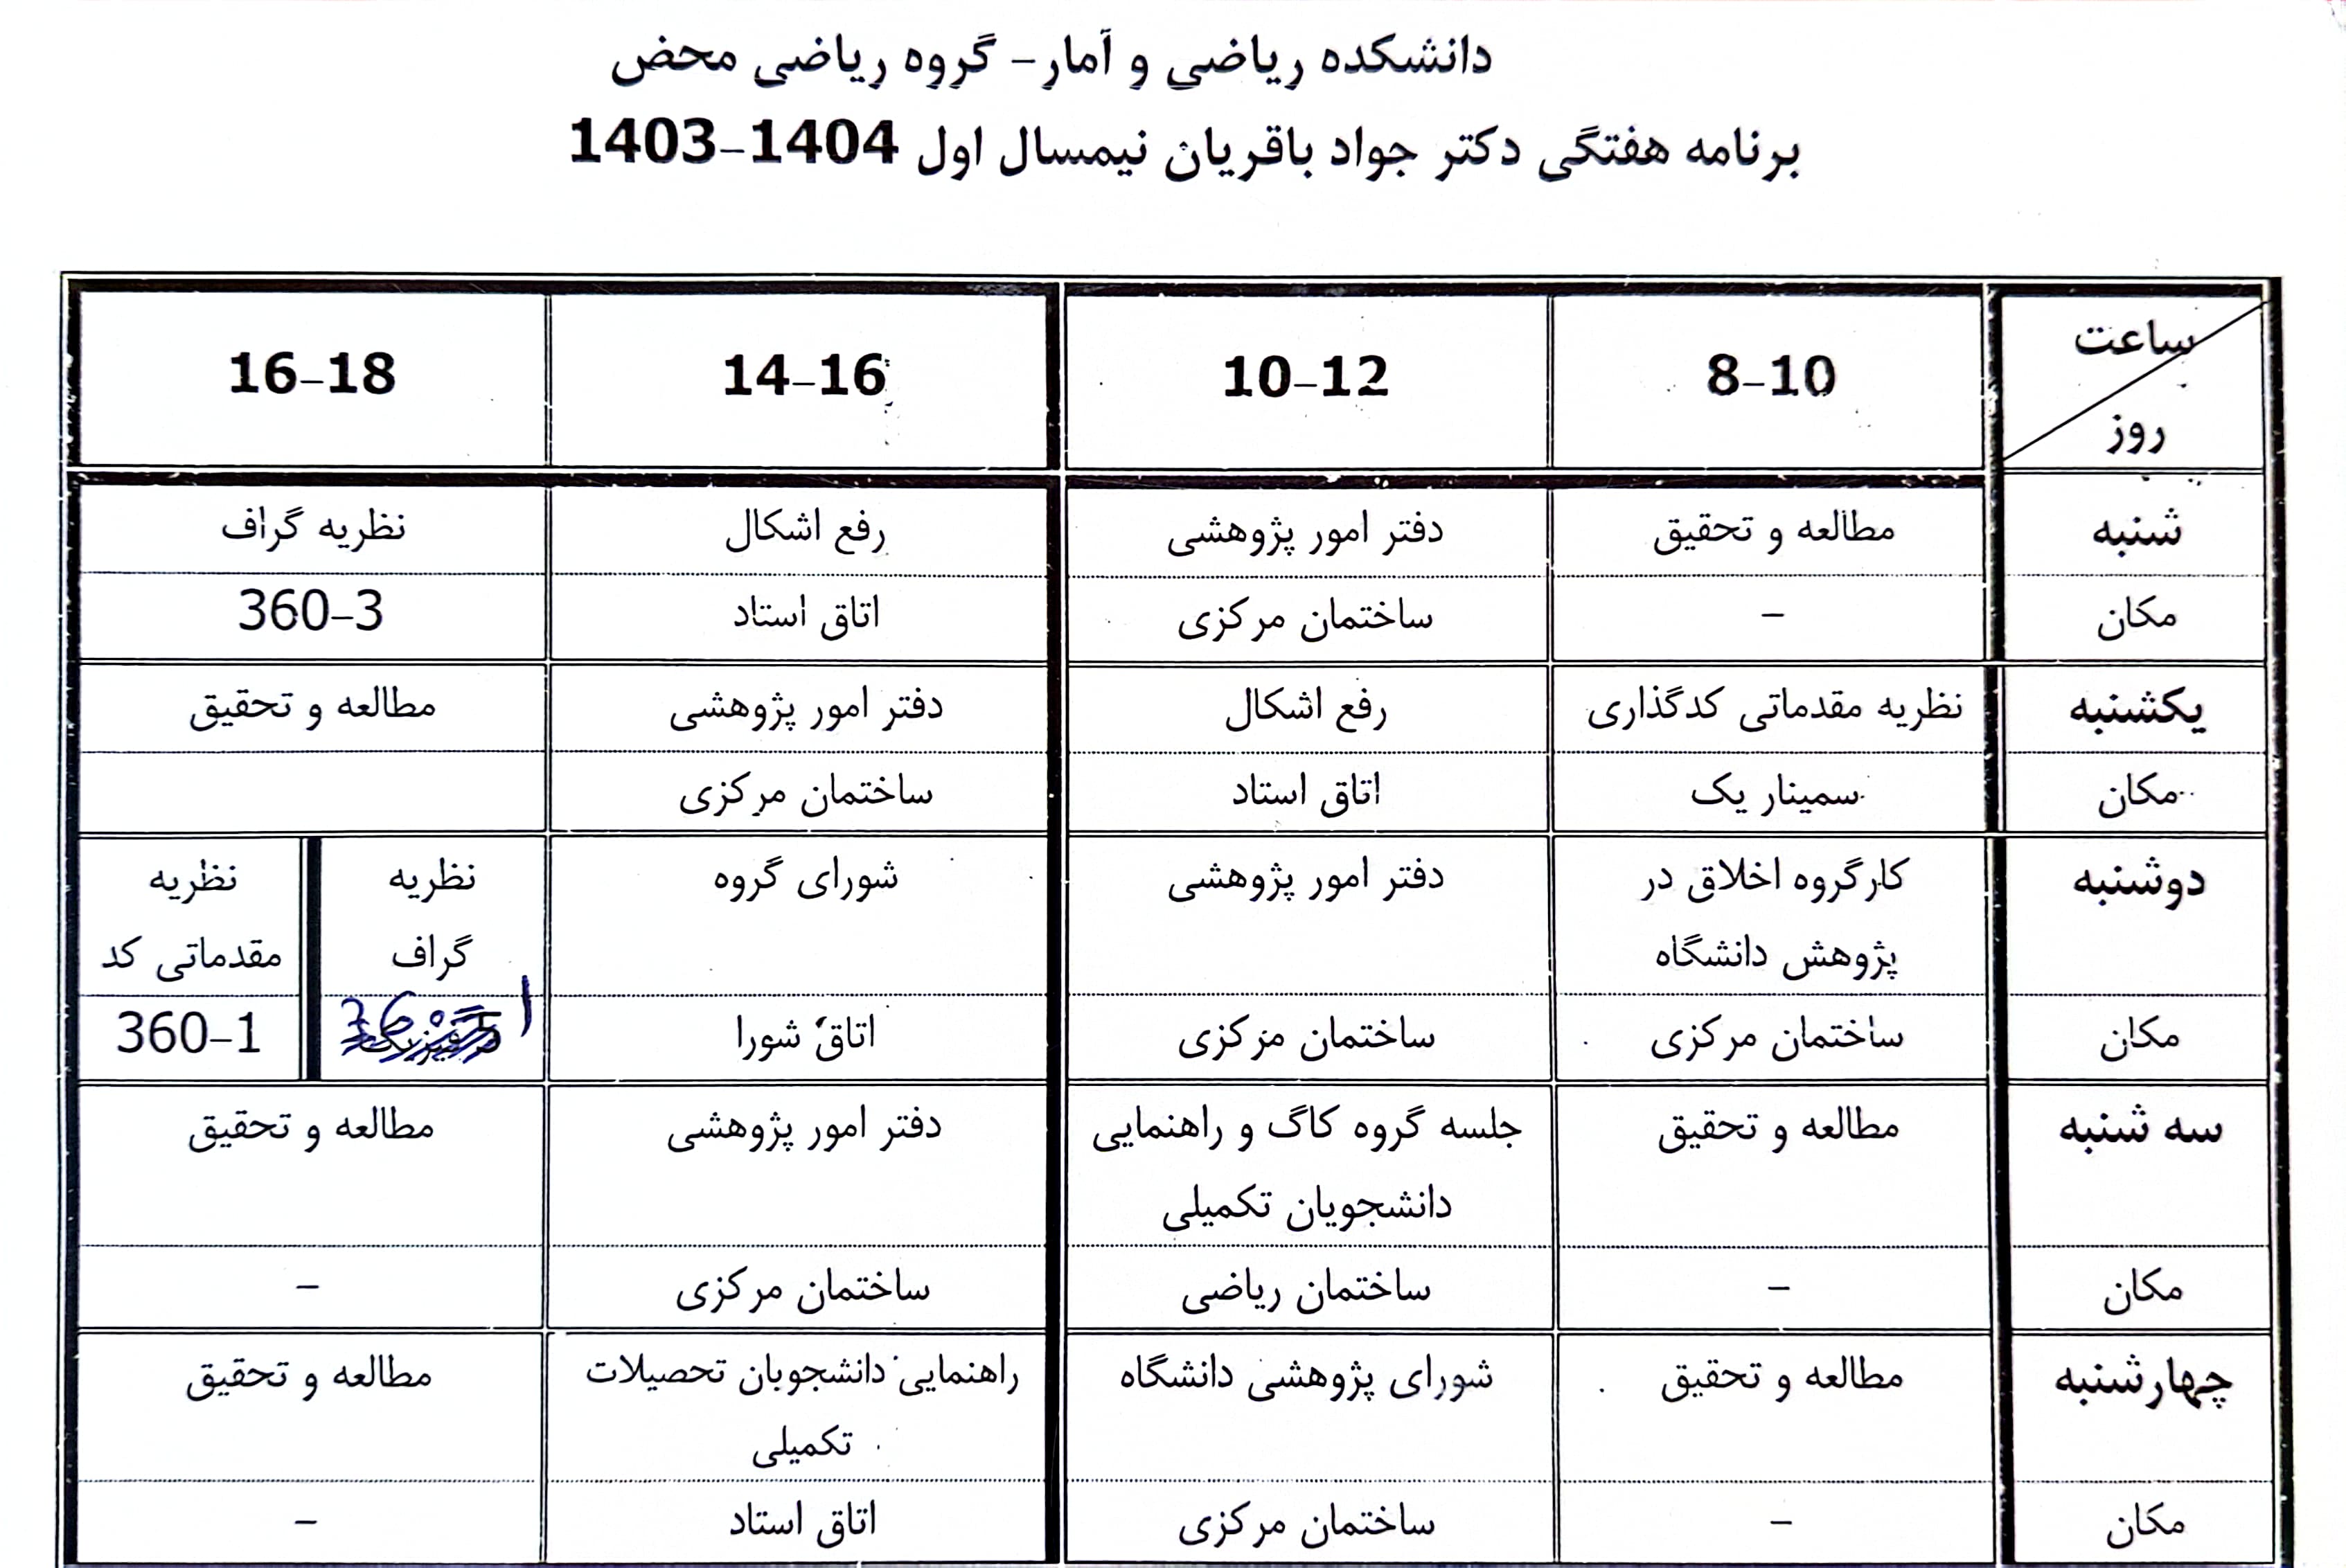 دانشکده ریاضی و آمار- گروه ریاضی محض
برنامه هفتگی دکتر جواد باقریان نیمسال اول 1404-1403
ساعت
روز
8-10
10-12
14-16
16-18
شنبه
مطالعه و تحقیق
دفتر امور پژوهشی
رفع اشکال
نظریه گراف
مکان
-
ساختمان مرکزی
اتاق استاد
360-3
یکشنبه
نظریه مقدماتی کدگذاری
رفع اشکال
دفتر امور پژوهشی
مطالعه و تحقیق
مکان
سمینار یک
اتاق استاد
ساختمان مرکزی
دوشنبه
کارگروه اخلاق در
پژوهش دانشگاه
دفتر امور پژوهشی
شورای گروه
نظریه
گراف
نظریه
مقدماتی کد
مکان
ساختمان مرکزی
ساختمان مرکزی
اتاق شورا
360-1
سه شنبه
مطالعه و تحقیق
جلسه گروه کاگ و راهنمایی
دانشجویان تکمیلی
دفتر امور پژوهشی
مطالعه و تحقیق
مکان
-
ساختمان ریاضی
ساختمان مرکزی
-
چهارشنبه
مطالعه و تحقیق
شورای پژوهشی دانشگاه
راهنمایی دانشجوبان تحصیلات
تکمیلی
مطالعه و تحقیق
مکان
-
ساختمان مرکزی
اتاق استاد
-